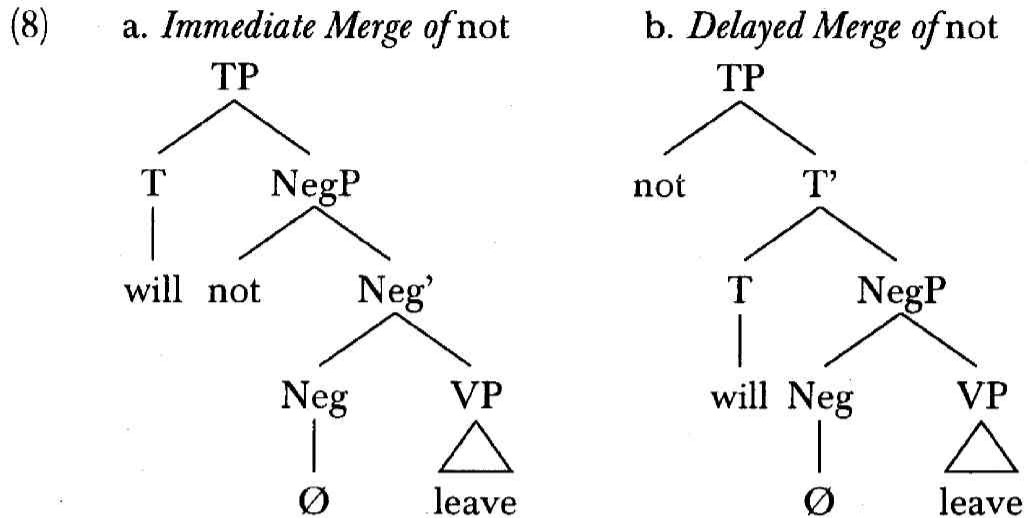 (8) a. Immediate Merge of not b. Delayed Merge of not
TP TP
T NegP not T’
will not Neg’ T NegP
Neg VP will Neg VP
Ø leave Ø leave